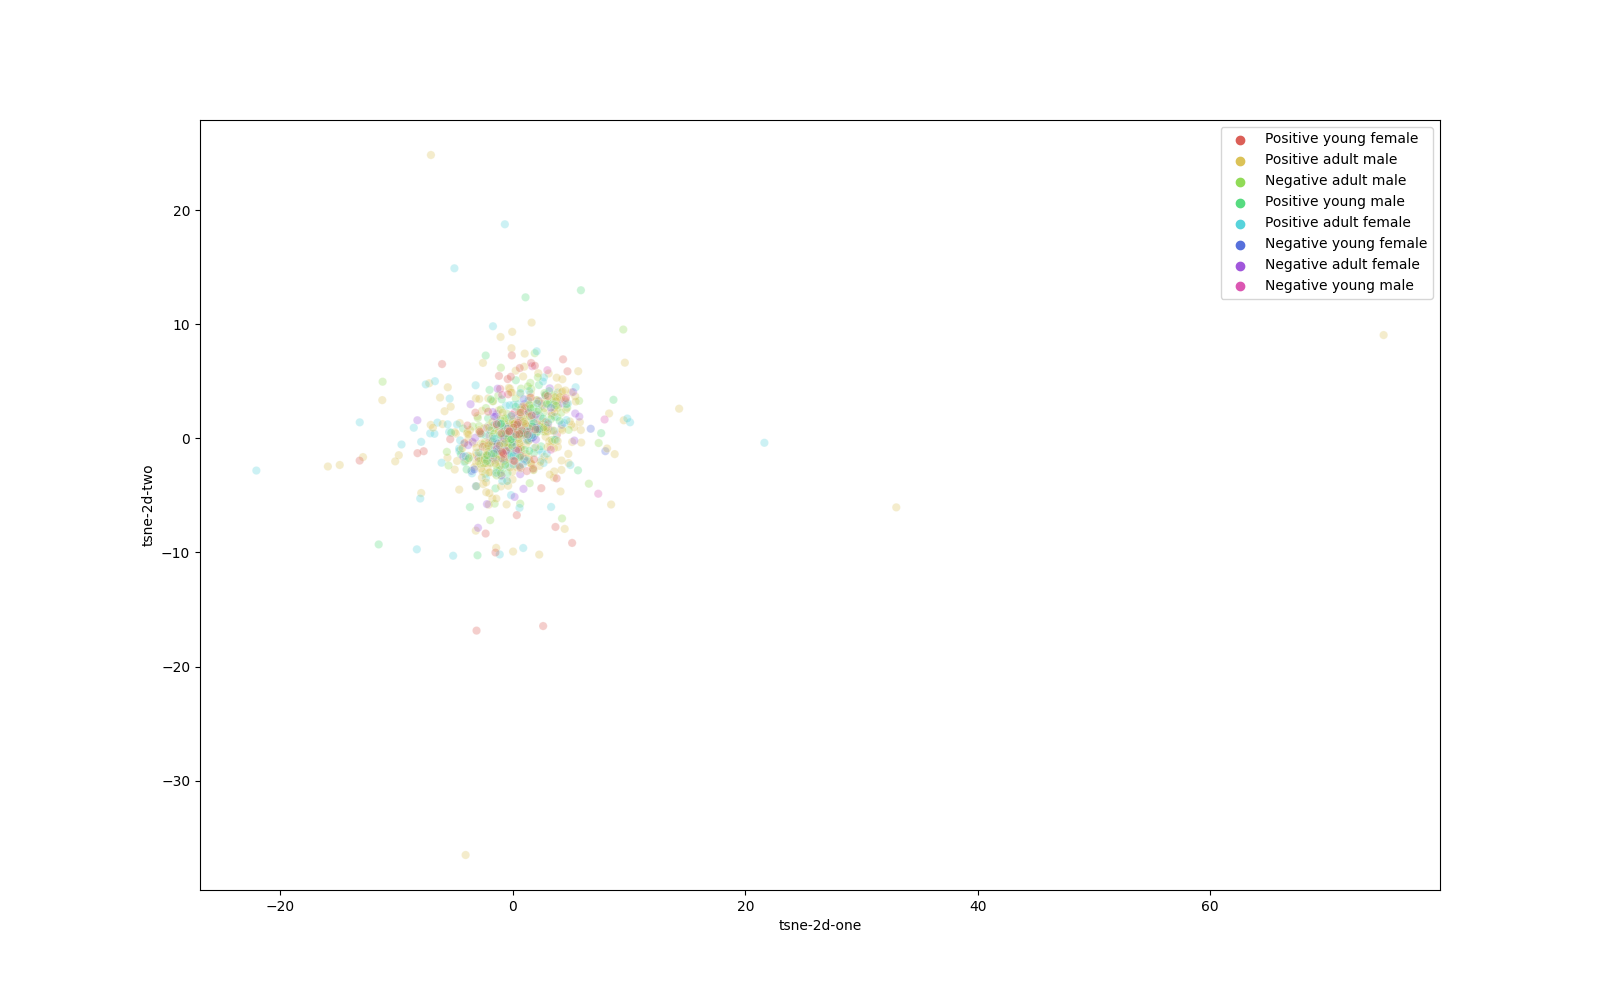 Positive young female
Positive adult male
Negative adult male
Positive young male
Positive adult female
Negative young female
Negative adult female
Negative young male
20
10
0
−10
−20
−30
tsne-2d-two
−20 0 20 40 60
tsne-2d-one